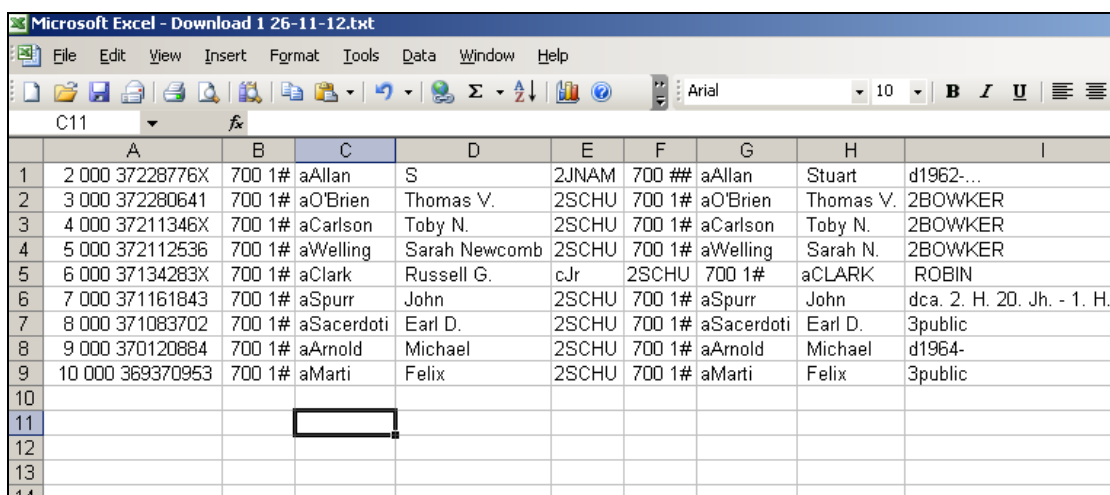 Microsoft Excel - Download 1 26-11-12.txt
File Edit View Insert Format Tools Data Window Help
Arial 10 B I U
C11 fx
A B C D E F G H I
1 2 000 37228776X 700 1# aAllan S 2JNAM 700 ## aAllan Stuart d1962-...
2 3 000 372280641 700 1# aO'Brien Thomas V. 2SCHU 700 1# aO'Brien Thomas V. 2BOWKER
3 4 000 37211346X 700 1# aCarlson Toby N. 2SCHU 700 1# aCarlson Toby N. 2BOWKER
4 5 000 372112536 700 1# aWelling Sarah Newcomb 2SCHU 700 1# aWelling Sarah N. 2BOWKER
5 6 000 37134283X 700 1# aClark Russell G. cJr 2SCHU 700 1# aCLARK ROBIN
6 7 000 371161843 700 1# aSpurr John 2SCHU 700 1# aSpurr John dca. 2. H. 20. Jh. - 1. H.
7 8 000 371083702 700 1# aSacerdoti Earl D. 2SCHU 700 1# aSacerdoti Earl D. 3public
8 9 000 370120884 700 1# aArnold Michael 2SCHU 700 1# aArnold Michael d1964-
9 10 000 369370953 700 1# aMarti Felix 2SCHU 700 1# aMarti Felix 3public
10
11
12
13